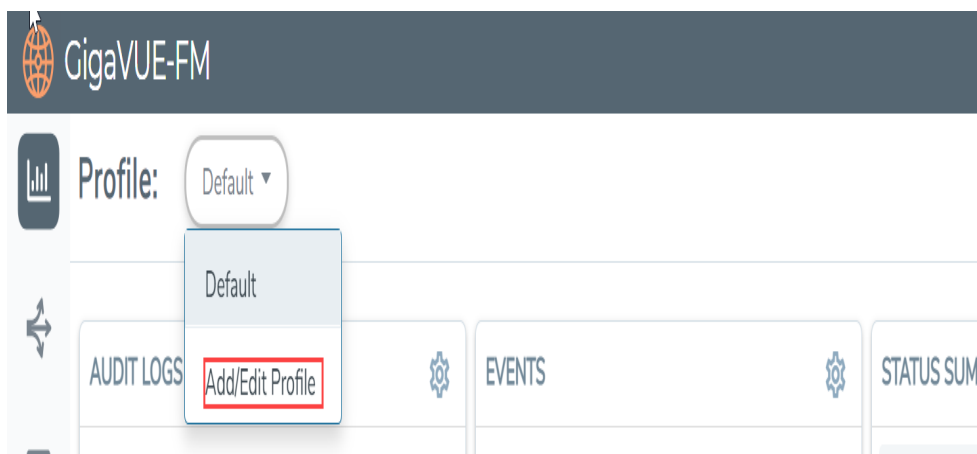 GigaVUE-FM
Profile:
Default
Default
Add/Edit Profile
AUDIT LOGS
EVENTS
STATUS SUM